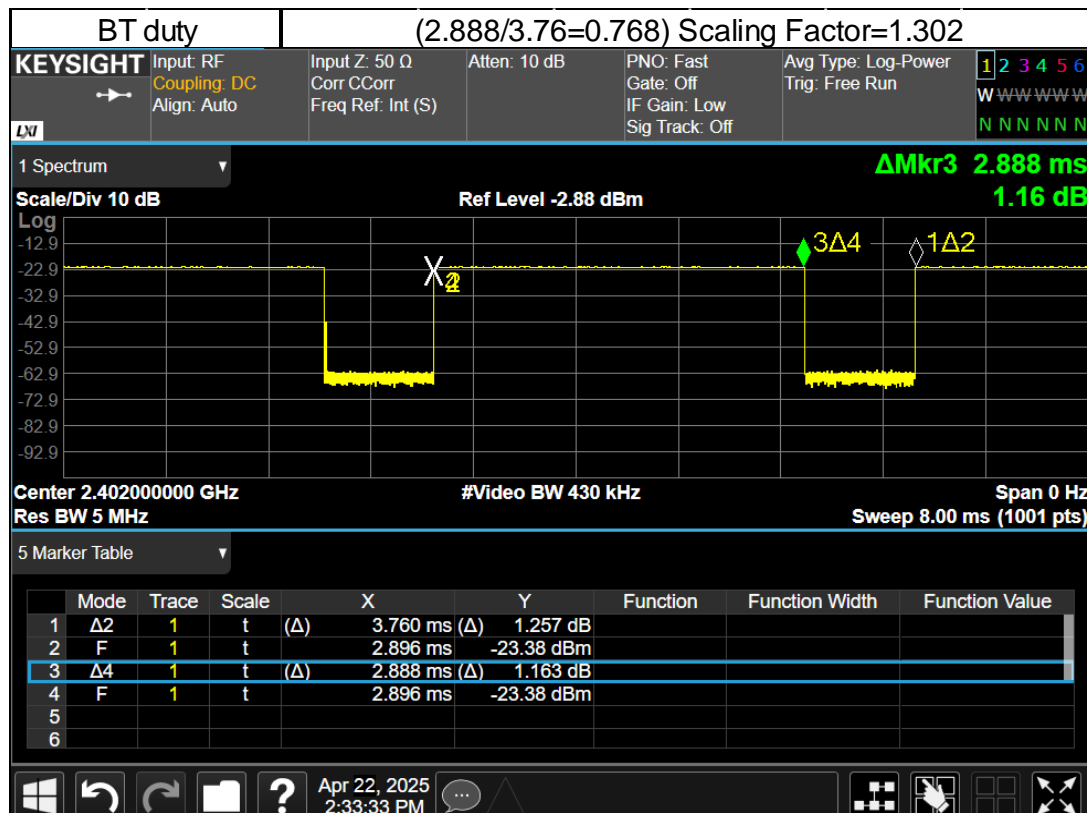 BT duty (2.888/3.76=0.768) Scaling Factor=1.302
KEYSIGHT Input: RF Input Z: 50 Ω Atten: 10 dB PNO: Fast Avg Type: Log-Power 1 2 3 4 5 6
Coupling: DC Corr CCorr Gate: Off Trig: Free Run W W W W W W
Align: Auto Freq Ref: Int (S) IF Gain: Low
LXI Sig Track: Off N N N N N N
1 Spectrum ΔMkr3 2.888 ms
Scale/Div 10 dB Ref Level -2.88 dBm 1.16 dB
Log
-12.9 3Δ4 1Δ2
-22.9
-32.9
-42.9
-52.9
-62.9
-72.9
-82.9
-92.9
Center 2.402000000 GHz #Video BW 430 kHz Span 0 Hz
Res BW 5 MHz Sweep 8.00 ms (1001 pts)
5 Marker Table
Mode Trace Scale X Y Function Function Width Function Value
1 Δ2 1 t (Δ) 3.760 ms (Δ) 1.257 dB
2 F 1 t 2.896 ms -23.38 dBm
3 Δ4 1 t (Δ) 2.888 ms (Δ) 1.163 dB
4 F 1 t 2.896 ms -23.38 dBm
5
6
? Apr 22, 2025
2:33:33 PM